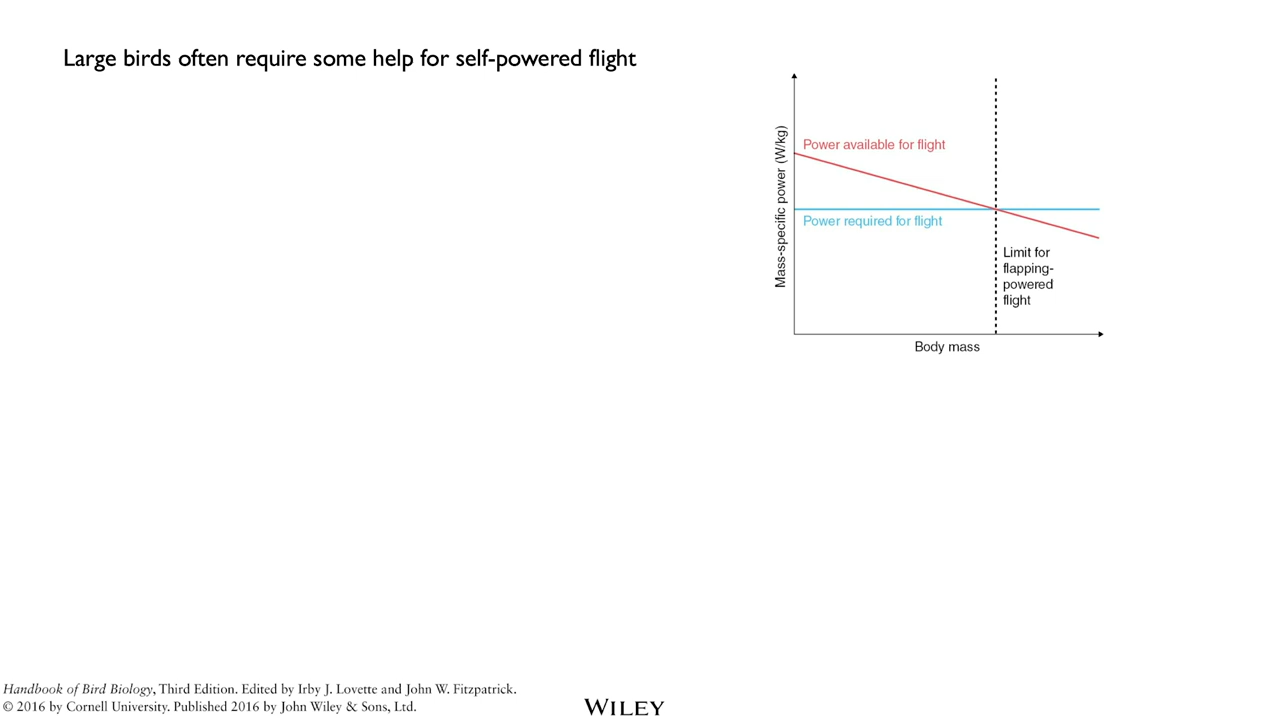 Large birds often require some help for self-powered flight
Mass-specific power (W/kg)
Power available for flight
Power required for flight
Limit for
flapping-
powered
flight
Body mass
Handbook of Bird Biology, Third Edition. Edited by Irby J. Lovette and John W. Fitzpatrick.
© 2016 by Cornell University. Published 2016 by John Wiley & Sons, Ltd.
WILEY